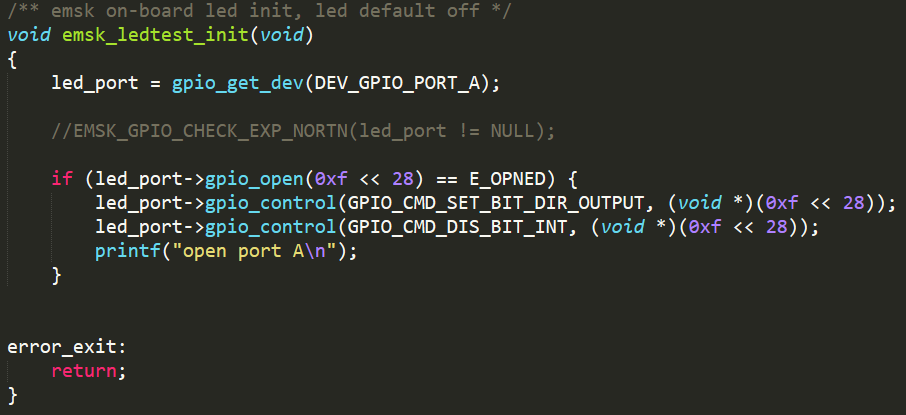 /** emsk on-board led init, led default off */
void emsk_ledtest_init(void)
{
    led_port = gpio_get_dev(DEV_GPIO_PORT_A);
    //EMSK_GPIO_CHECK_EXP_NORTN(led_port != NULL);
    if (led_port->gpio_open(0xf << 28) == E_OPNED) {
        led_port->gpio_control(GPIO_CMD_SET_BIT_DIR_OUTPUT, (void *)(0xf << 28));
        led_port->gpio_control(GPIO_CMD_DIS_BIT_INT, (void *)(0xf << 28));
        printf("open port A\n");
    }
error_exit:
    return;
}